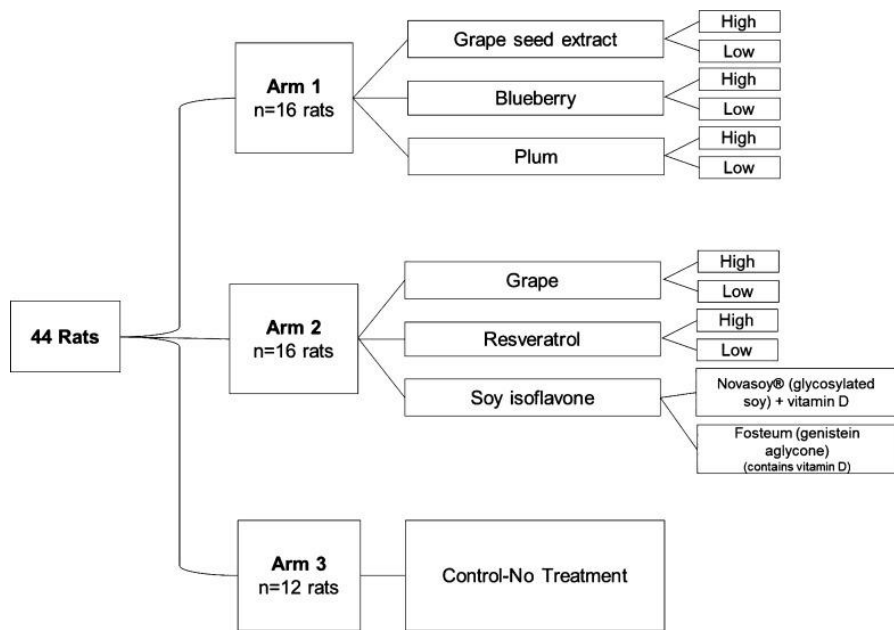 44 Rats
Arm 1
n=16 rats
Grape seed extract
High
Low
Blueberry
High
Low
Plum
High
Low
Arm 2
n=16 rats
Grape
High
Low
Resveratrol
High
Low
Soy isoflavone
Novasoy® (glycosylated
soy) + vitamin D
Fosteum (genistein
aglycone)
(contains vitamin D)
Arm 3
n=12 rats
Control-No Treatment